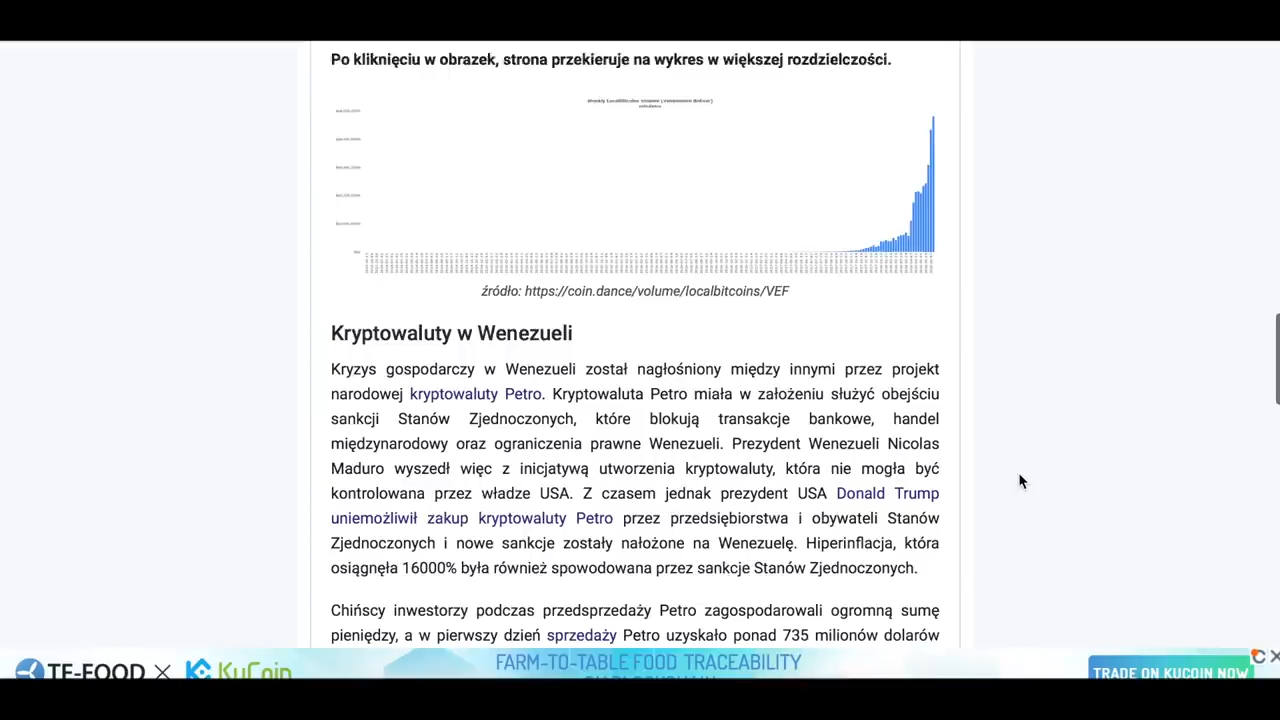 Po kliknięciu w obrazek, strona przekieruje na wykres w większej rozdzielczości.
źródło: https://coin.dance/volume/localbitcoins/VEF
Kryptowaluty w Wenezueli
Kryzys gospodarczy w Wenezueli został nagłośniony między innymi przez projekt
narodowej kryptowaluty Petro. Kryptowaluta Petro miała w założeniu służyć obejściu
sankcji Stanów Zjednoczonych, które blokują transakcje bankowe, handel
międzynarodowy oraz ograniczenia prawne Wenezueli. Prezydent Wenezueli Nicolas
Maduro wyszedł więc z inicjatywą utworzenia kryptowaluty, która nie mogła być
kontrolowana przez władze USA. Z czasem jednak prezydent USA Donald Trump
uniemożliwił zakup kryptowaluty Petro przez przedsiębiorstwa i obywateli Stanów
Zjednoczonych i nowe sankcje zostały nałożone na Wenezuelę. Hiperinflacja, która
osiągnęła 16000% była również spowodowana przez sankcje Stanów Zjednoczonych.
Chińscy inwestorzy podczas przedsprzedaży Petro zagospodarowali ogromną sumę
pieniędzy, a w pierwszy dzień sprzedaży Petro uzyskało ponad 735 milionów dolarów
TE-FOOD KuCoin FARM-TO-TABLE FOOD TRACEABILITY TRADE ON KUCOIN NOW